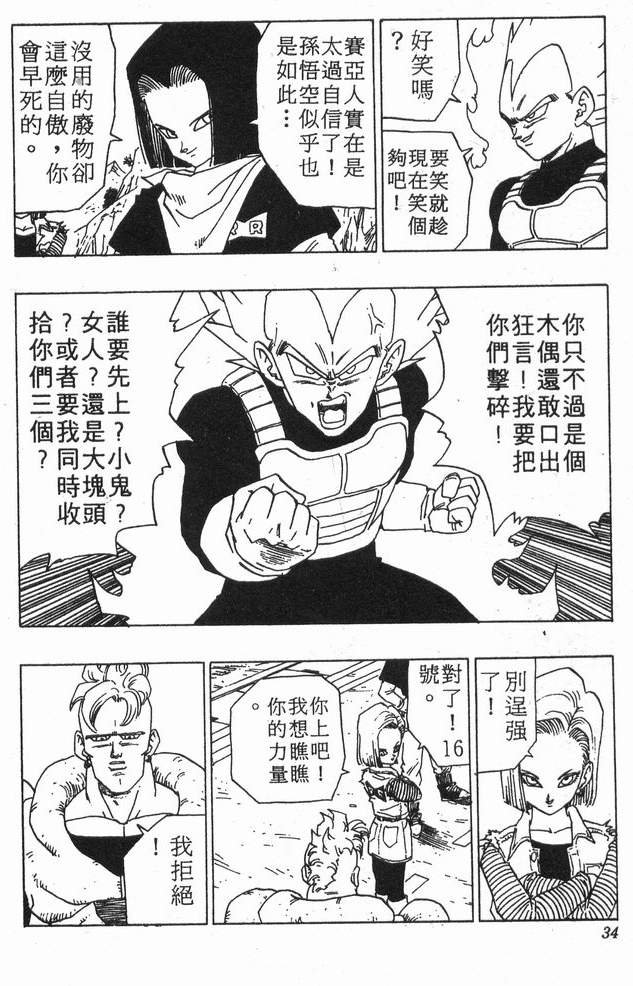 好笑嗎
？
要笑就趁
現在笑個
夠吧！
賽亞人實在是
太過自信了！
孫悟空似乎也
是如此⋯
沒用的廢物卻
這麼自傲，你
會早死的。
R R
你只不過是個
木偶還敢口出
狂言！我要把
你們擊碎！
誰要先上？小鬼？
女人？還是大塊頭
？或者要我同時收
拾你們三個？
別逞强
了！
對了！16
號。
你上吧！
我想瞧瞧
你的力量
。
我拒絕
！
34